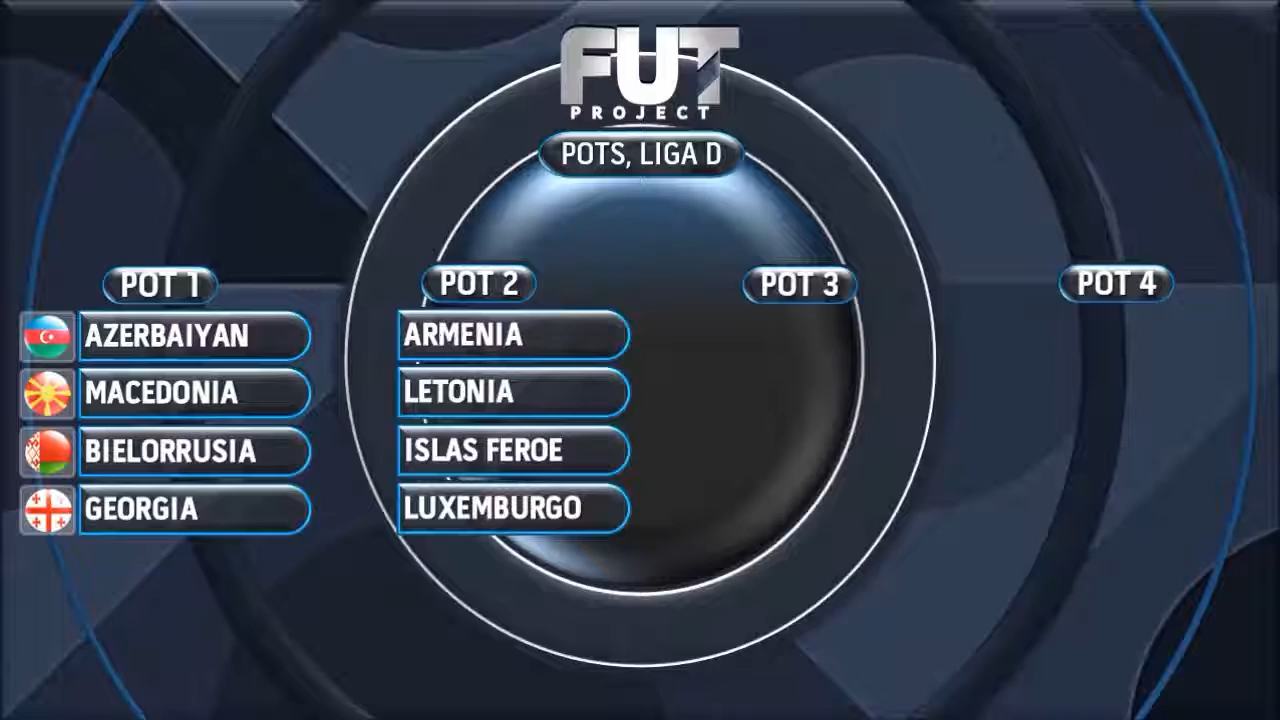 FUT
PROJECT
POTS, LIGA D
POT 1
AZERBAIYAN
MACEDONIA
BIELORRUSIA
GEORGIA
POT 2
ARMENIA
LETONIA
ISLAS FEROE
LUXEMBURGO
POT 3
POT 4